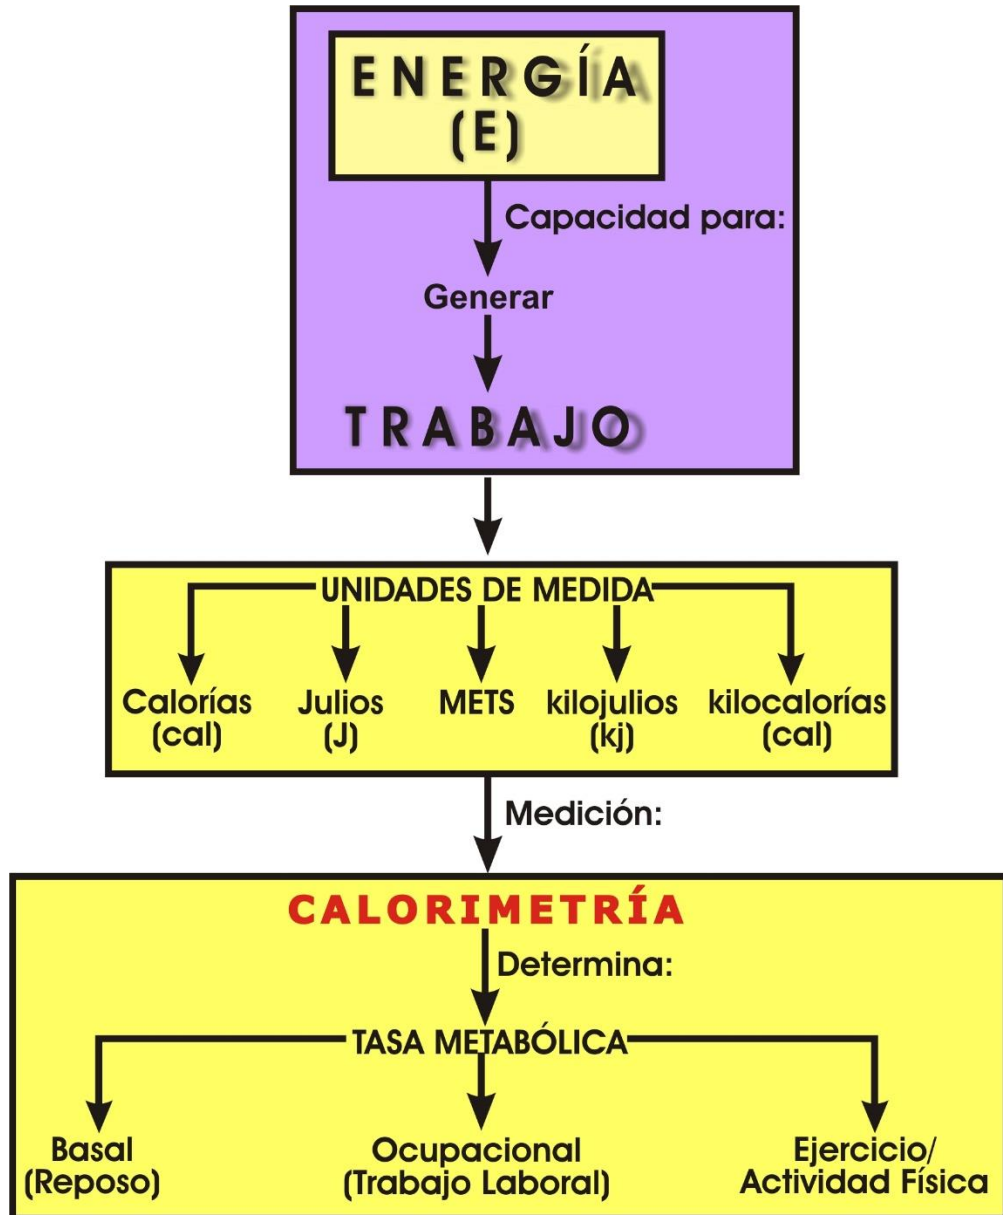 ENERGÍA
(E)
Capacidad para:
Generar
TRABAJO
UNIDADES DE MEDIDA
Calorías
(cal)
Julios
(J)
METS
kilojulios
(kj)
kilocalorías
(cal)
Medición:
CALORIMETRÍA
Determina:
TASA METABÓLICA
Basal
(Reposo)
Ocupacional
(Trabajo Laboral)
Ejercicio/
Actividad Física